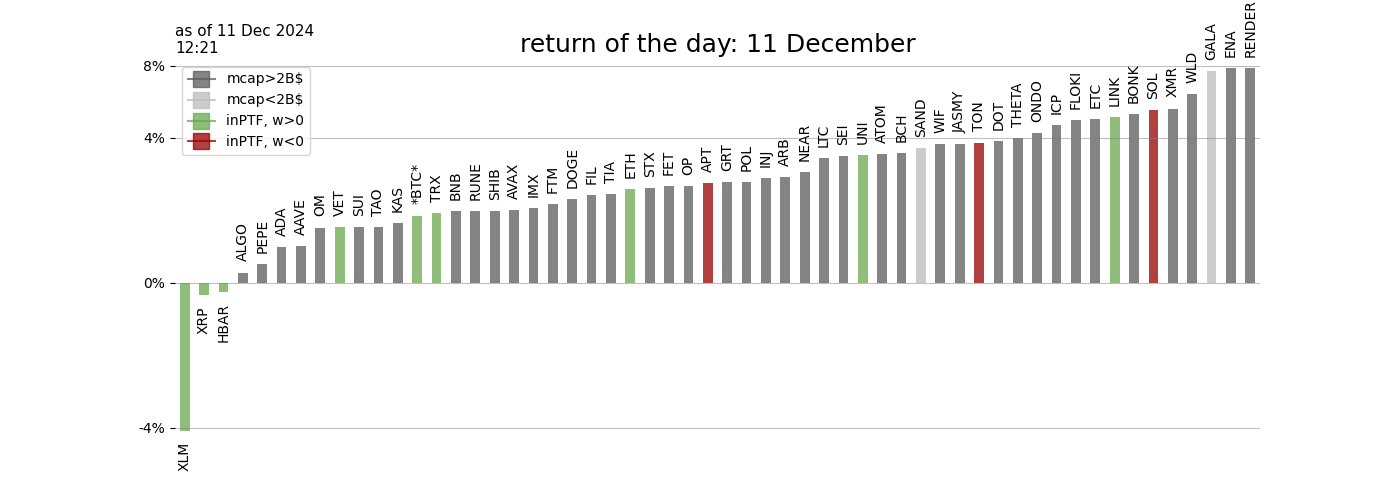 as of 11 Dec 2024
12:21
return of the day: 11 December
8%
4%
0%
-4%
mcap>2B$
mcap<2B$
inPTF, w>0
inPTF, w<0
XLM
XRP
HBAR
ALGO
PEPE
ADA
AAVE
OM
VET
SUI
TAO
KAS
*BTC*
TRX
BNB
RUNE
SHIB
AVAX
IMX
FTM
DOGE
FIL
TIA
ETH
STX
FET
OP
APT
GRT
POL
INJ
ARB
NEAR
LTC
SEI
UNI
ATOM
BCH
SAND
WIF
JASMY
TON
DOT
THETA
ONDO
ICP
FLOKI
ETC
LINK
BONK
SOL
XMR
WLD
GALA
ENA
RENDER